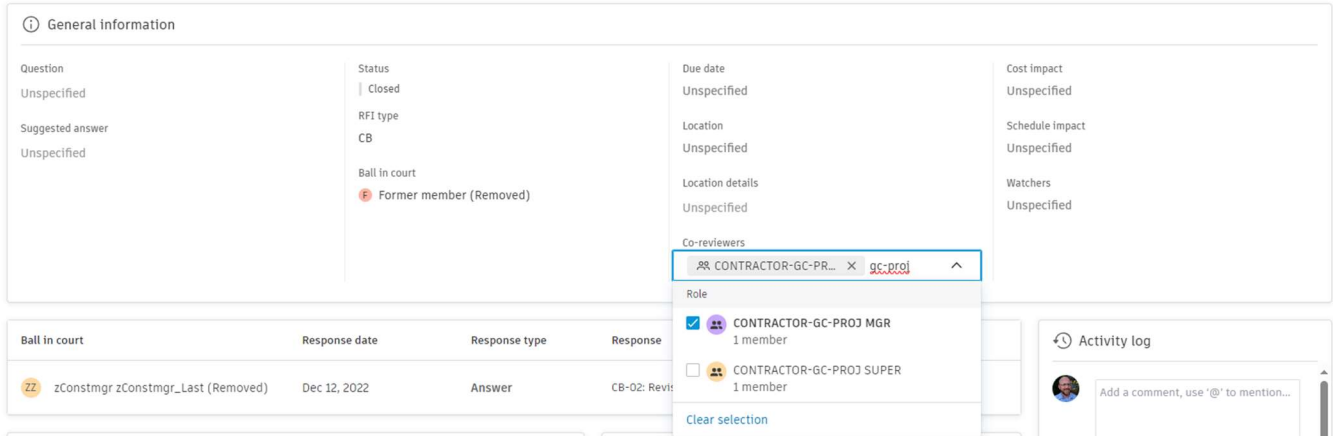 General information
Question
Unspecified
Suggested answer
Unspecified
Status
Closed
RFI type
CB
Ball in court
F Former member (Removed)
Due date
Unspecified
Location
Unspecified
Location details
Unspecified
Co-reviewers
CONTRACTOR-GC-PR... × gc-proj
Role
CONTRACTOR-GC-PROJ MGR
1 member
CONTRACTOR-GC-PROJ SUPER
1 member
Clear selection
Cost impact
Unspecified
Schedule impact
Unspecified
Watchers
Unspecified
Ball in court Response date Response type Response
ZZ zConstmgr zConstmgr_Last (Removed) Dec 12, 2022 Answer CB-02: Revis
Activity log
Add a comment, use '@' to mention...